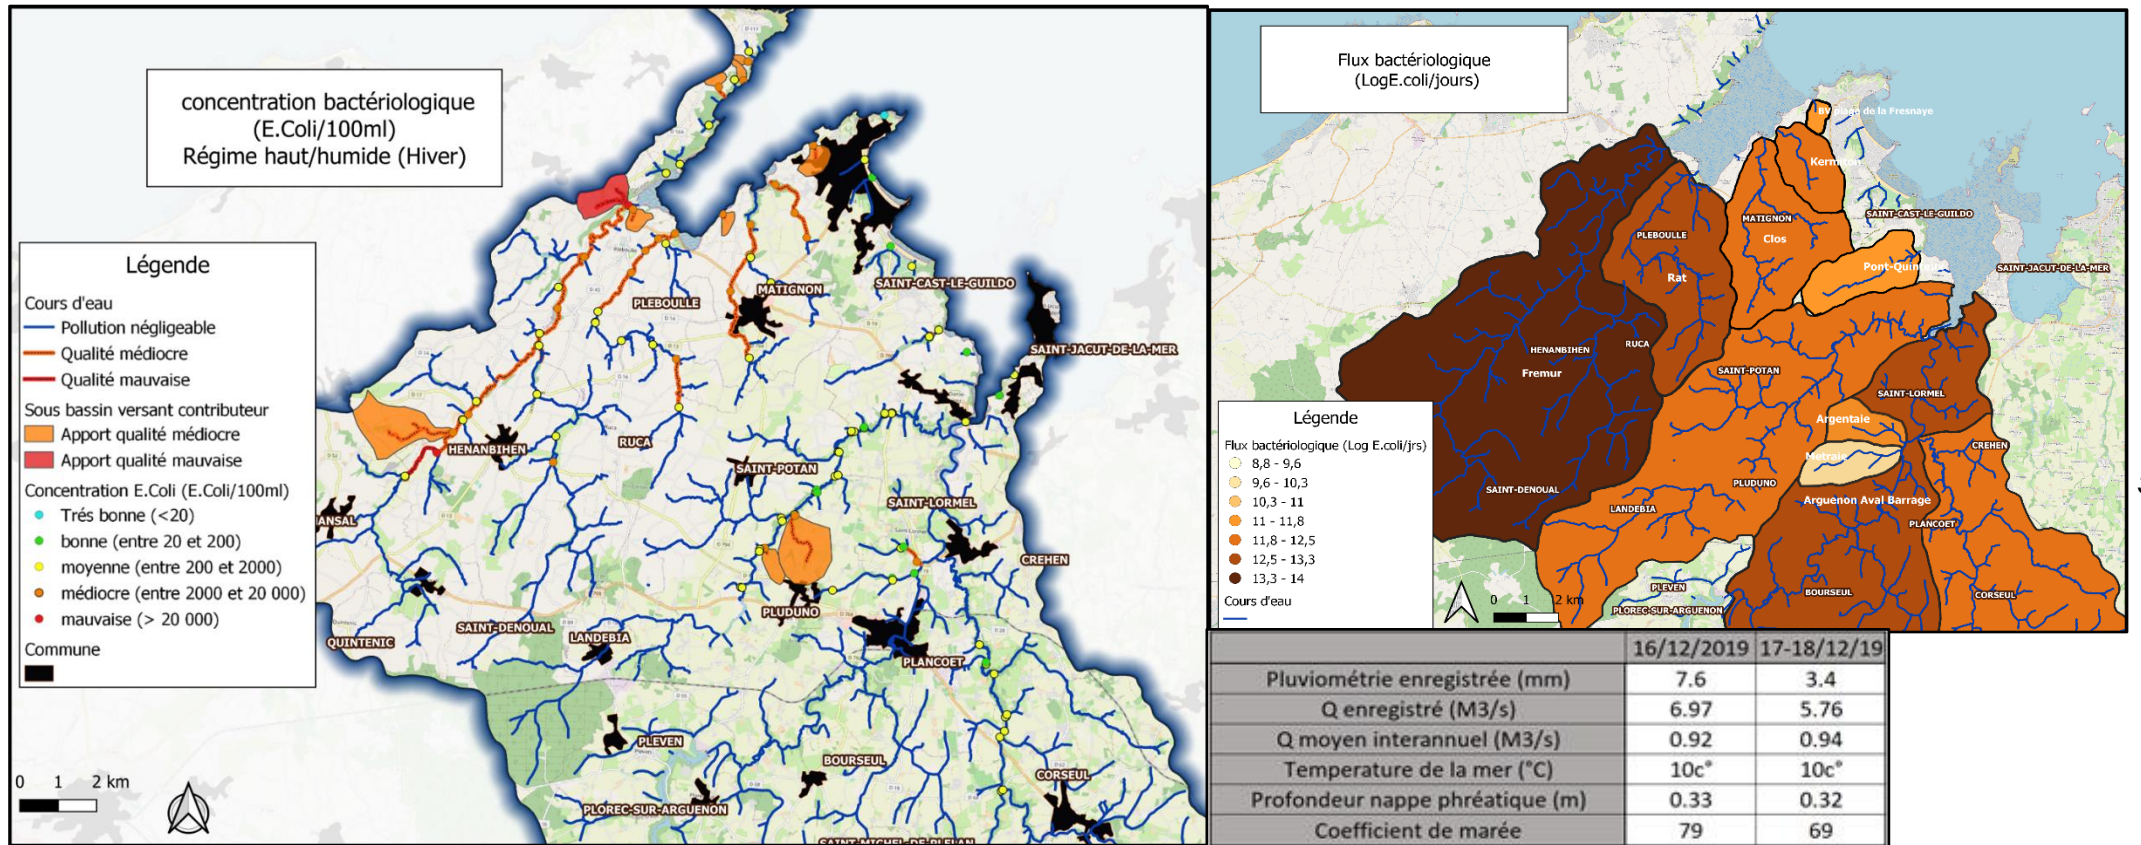 concentration bactériologique
(E.Coli/100ml)
Régime haut/humide (Hiver)
Légende
Cours d'eau
Pollution négligeable
Qualité médiocre
Qualité mauvaise
Sous bassin versant contributeur
Apport qualité médiocre
Apport qualité mauvaise
Concentration E.Coli (E.Coli/100ml)
Trés bonne (<20)
bonne (entre 20 et 200)
moyenne (entre 200 et 2000)
médiocre (entre 2000 et 20 000)
mauvaise (> 20 000)
Commune
0 1 2 km
SAINT-CAST-LE-GUILDO
MATIGNON
PLEBOULLE
SAINT-JACUT-DE-LA-MER
HENANBIHEN
RUCA
SAINT-POTAN
SAINT-LORMEL
CREHEN
PLUDUNO
QUINTENIC
SAINT-DENOUAL
LANDEBIA
PLANCOET
PLEVEN
BOURSEUL
CORSEUL
PLOREC-SUR-ARGUENON
SAINT-MICHEL-DE-PLELAN
Flux bactériologique
(LogE.coli/jours)
BV plage de la Fresnaye
Kermiton
SAINT-CAST-LE-GUILDO
MATIGNON
Clos
PLEBOULLE
Rat
SAINT-JACUT-DE-LA-MER
HENANBIHEN
RUCA
Fremur
SAINT-POTAN
SAINT-LORMEL
Argentaie
CREHEN
Metraie
PLUDUNO
SAINT-DENOUAL
Arguenon Aval Barrage
LANDEBIA
PLANCOET
PLEVEN
BOURSEUL
CORSEUL
PLOREC-SUR-ARGUENON
Légende
Flux bactériologique (Log E.coli/jrs)
8,8 - 9,6
9,6 - 10,3
10,3 - 11
11 - 11,8
11,8 - 12,5
12,5 - 13,3
13,3 - 14
Cours d'eau
0 1 2 km
16/12/2019 17-18/12/19
Pluviométrie enregistrée (mm) 7.6 3.4
Q enregistré (M3/s) 6.97 5.76
Q moyen interannuel (M3/s) 0.92 0.94
Temperature de la mer (°C) 10c° 10c°
Profondeur nappe phréatique (m) 0.33 0.32
Coefficient de marée 79 69